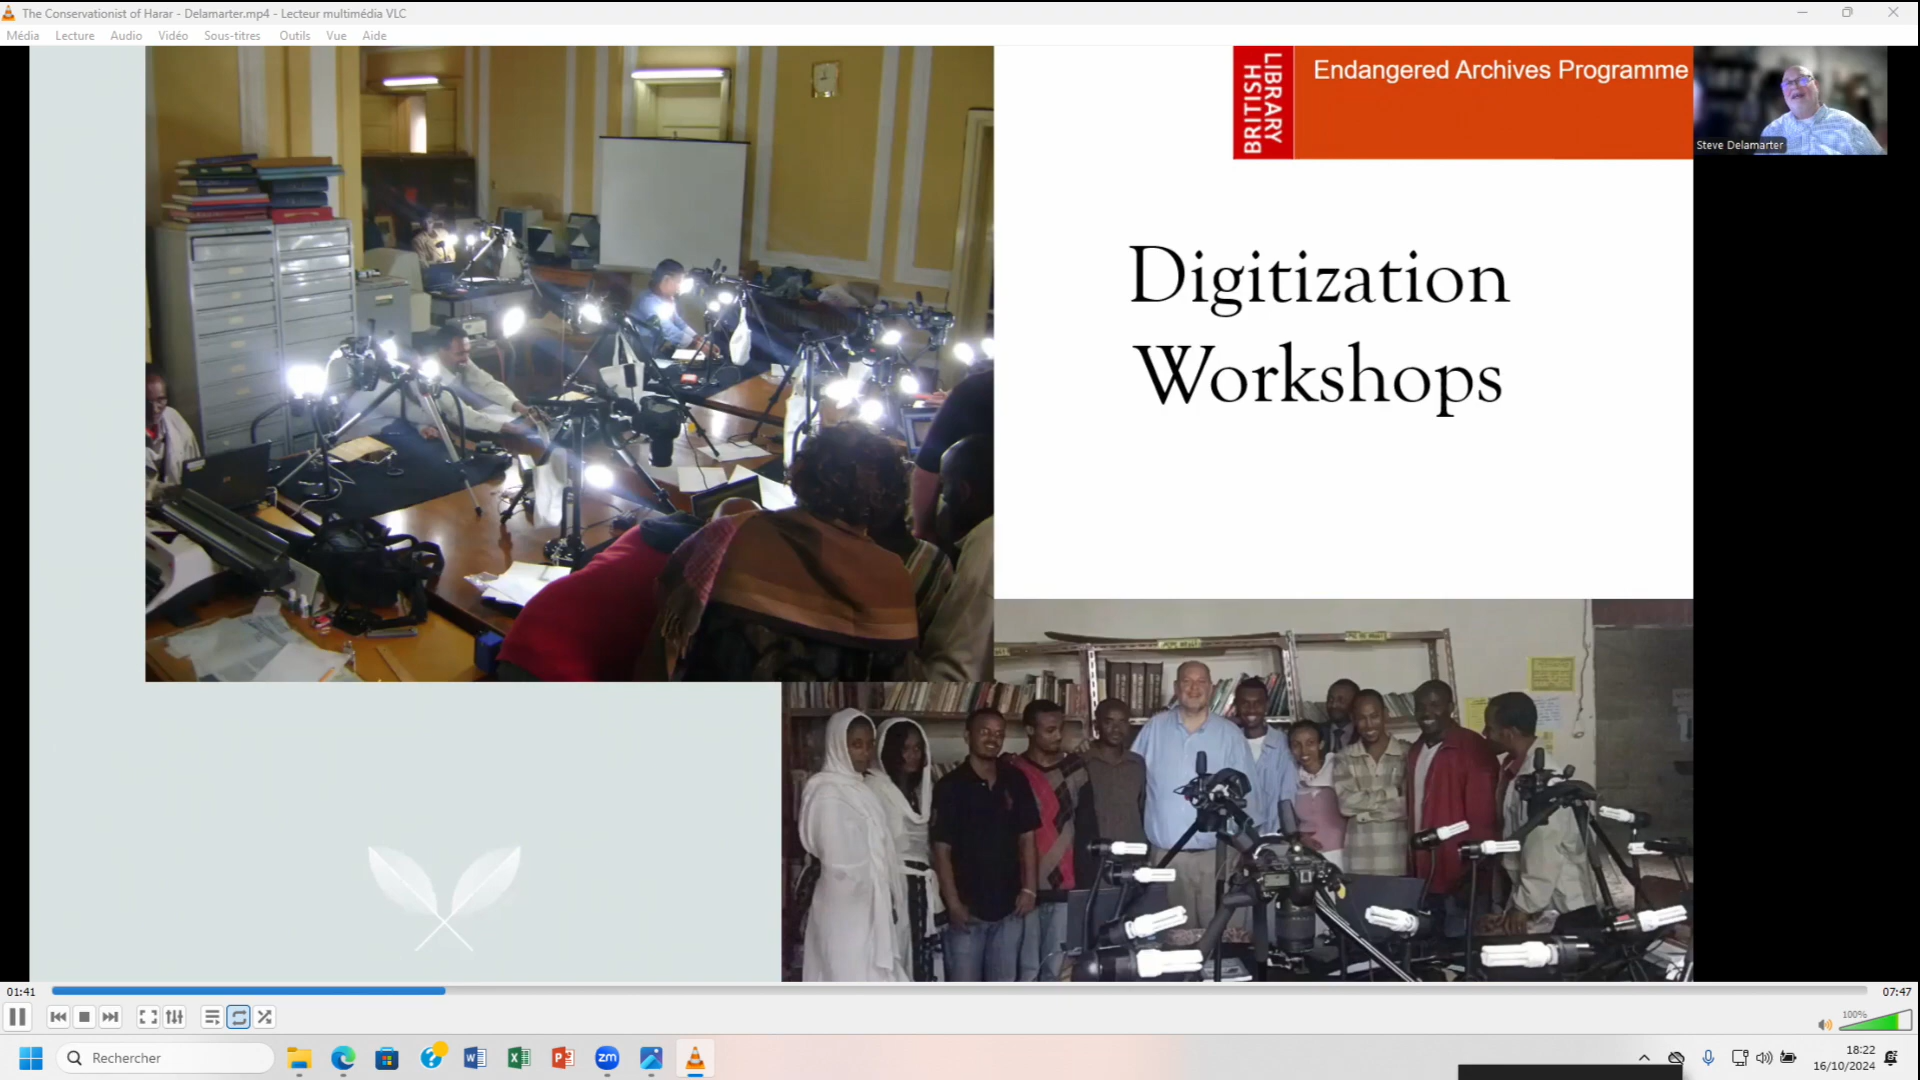 The Conservationist of Harar - Delamarter.mp4 - Lecteur multimédia VLC
Média Lecture Audio Vidéo Sous-titres Outils Vue Aide
BRITISH
LIBRARY
Endangered Archives Programme
Steve Delamarter
Digitization
Workshops
01:41
07:47
100%
Rechercher
zm
18:22
16/10/2024